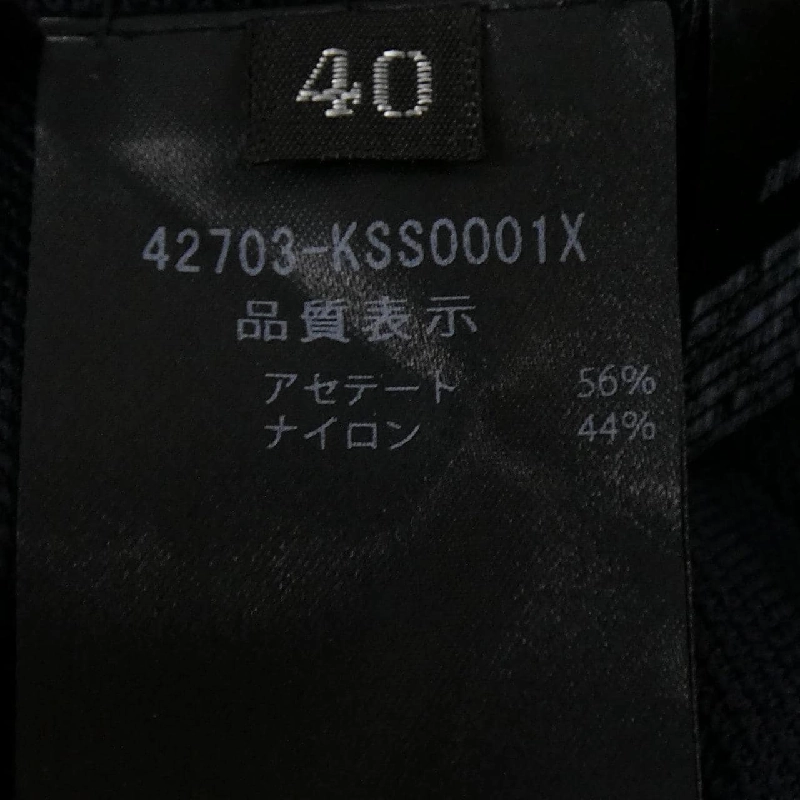 40
42703-KSS0001X
品質表示
アセテート 56%
ナイロン 44%